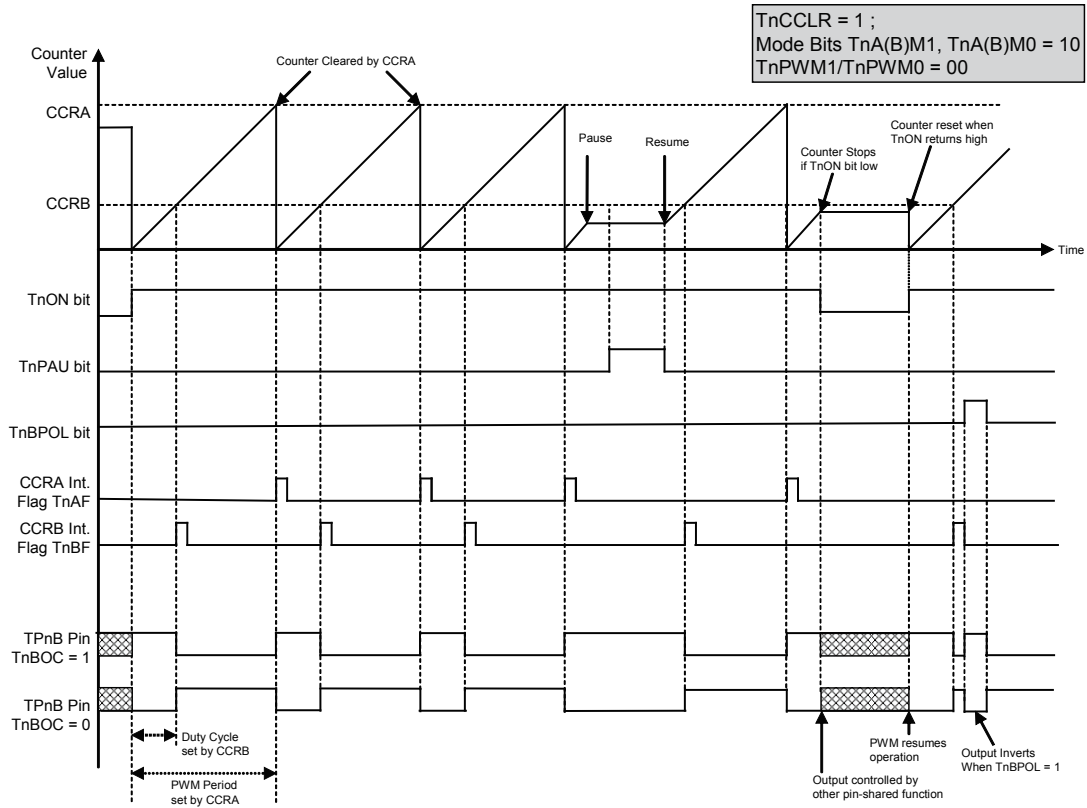 TnCCLR = 1 ;
Mode Bits TnA(B)M1, TnA(B)M0 = 10
TnPWM1/TnPWM0 = 00
Counter
Value
Counter Cleared by CCRA
CCRA
Pause
Resume
Counter Stops
if TnON bit low
Counter reset when
TnON returns high
CCRB
Time
TnON bit
TnPAU bit
TnBPOL bit
CCRA Int.
Flag TnAF
CCRB Int.
Flag TnBF
TPnB Pin
TnBOC = 1
TPnB Pin
TnBOC = 0
Duty Cycle
set by CCRB
PWM Period
set by CCRA
Output controlled by
other pin-shared function
PWM resumes
operation
Output Inverts
When TnBPOL = 1